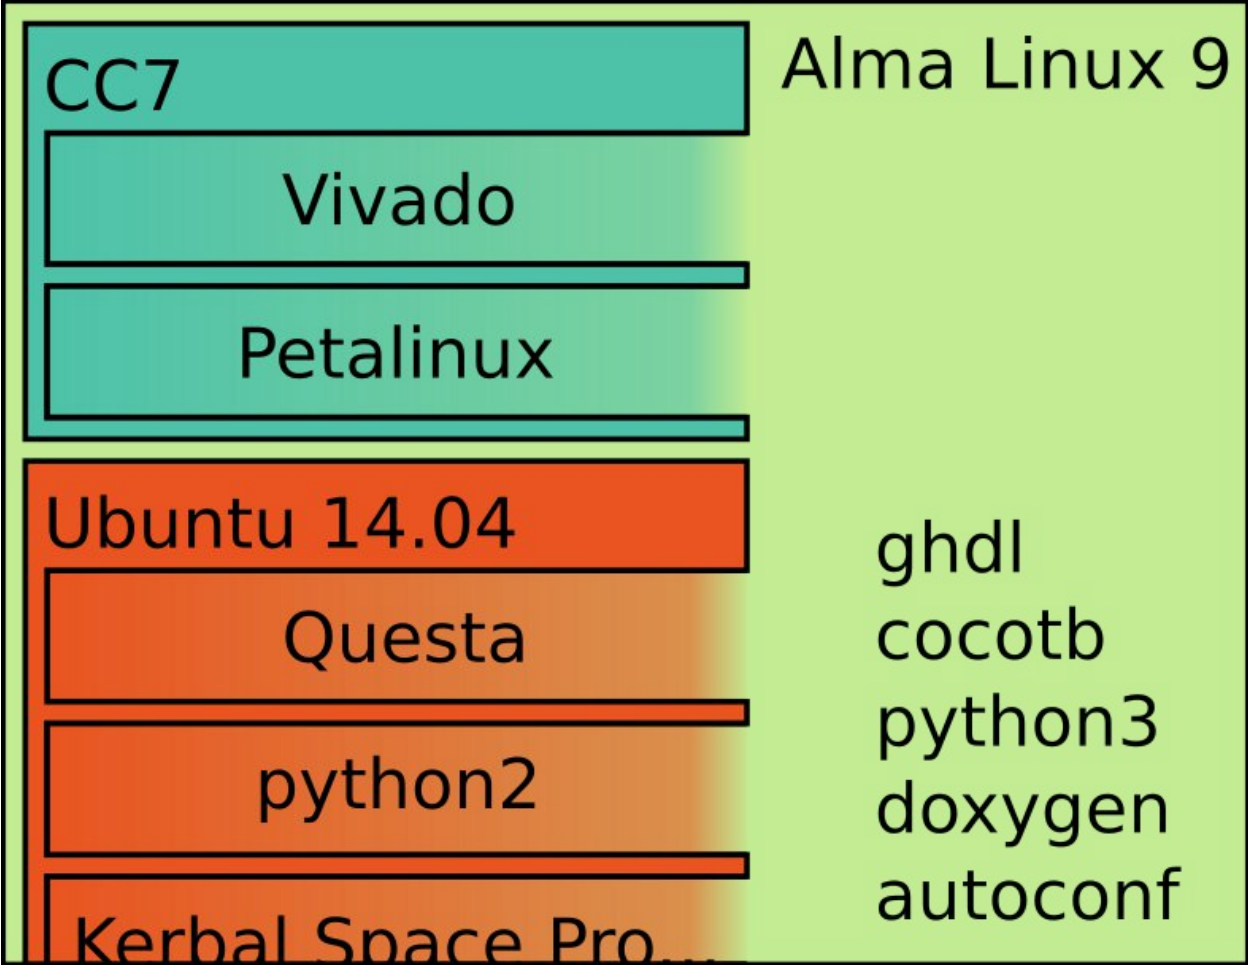 CC7
Vivado
Petalinux
Ubuntu 14.04
Questa
python2
Kerbal Space Pro...
Alma Linux 9
ghdl
cocotb
python3
doxygen
autoconf